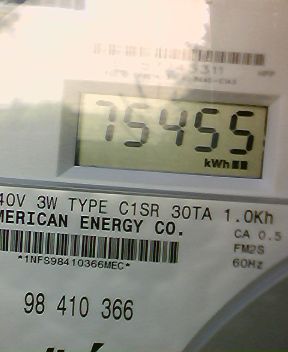 75455
kWh
40V 3W TYPE C1SR 30TA 1.0Kh
MERICAN ENERGY CO.
CA 0.5
FM2S
*1NFS98410366MEC*
60Hz
98 410 366